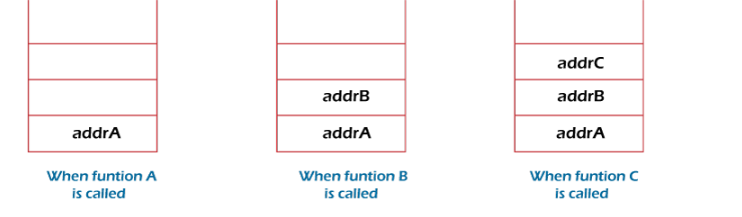 addrC
addrB addrB
addrA addrA addrA
When funtion A When funtion B When funtion C
is called is called is called